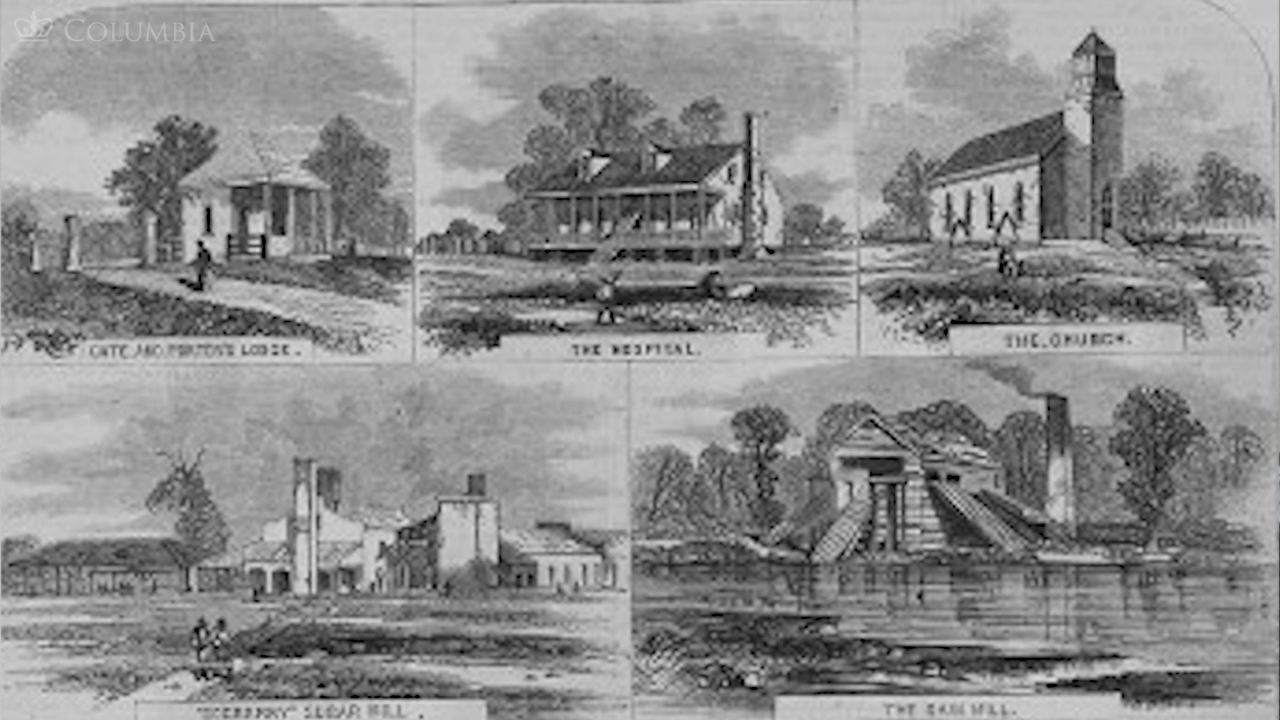 COLUMBIA
GATE AND PORTER'S LODGE.
THE HOSPITAL.
THE CHURCH.
SUGAR MILL.
THE SAW MILL.